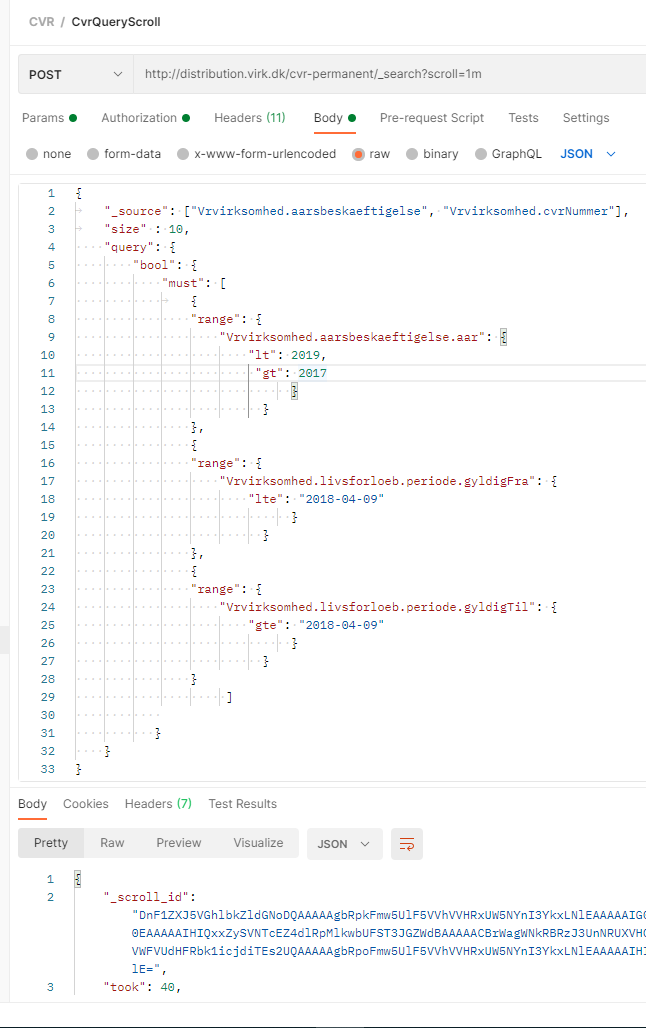 CVR / CvrQueryScroll
POST http://distribution.virk.dk/cvr-permanent/_search?scroll=1m
Params Authorization Headers (11) Body Pre-request Script Tests Settings
none form-data x-www-form-urlencoded raw binary GraphQL JSON
1 {
2 "_source": ["Vrvirksomhed.aarsbeskaeftigelse", "Vrvirksomhed.cvrNummer"],
3 "size" : 10,
4 "query": {
5 "bool": {
6 "must": [
7 {
8 "range": {
9 "Vrvirksomhed.aarsbeskaeftigelse.aar": {
10 "lt": 2019,
11 "gt": 2017
12 }
13 }
14 },
15 {
16 "range": {
17 "Vrvirksomhed.livsforloeb.periode.gyldigFra": {
18 "lte": "2018-04-09"
19 }
20 }
21 },
22 {
23 "range": {
24 "Vrvirksomhed.livsforloeb.periode.gyldigTil": {
25 "gte": "2018-04-09"
26 }
27 }
28 }
29 ]
30
31 }
32 }
33 }
Body Cookies Headers (7) Test Results
Pretty Raw Preview Visualize JSON
1 {
2 "_scroll_id":
lE=",
3 "took": 40,